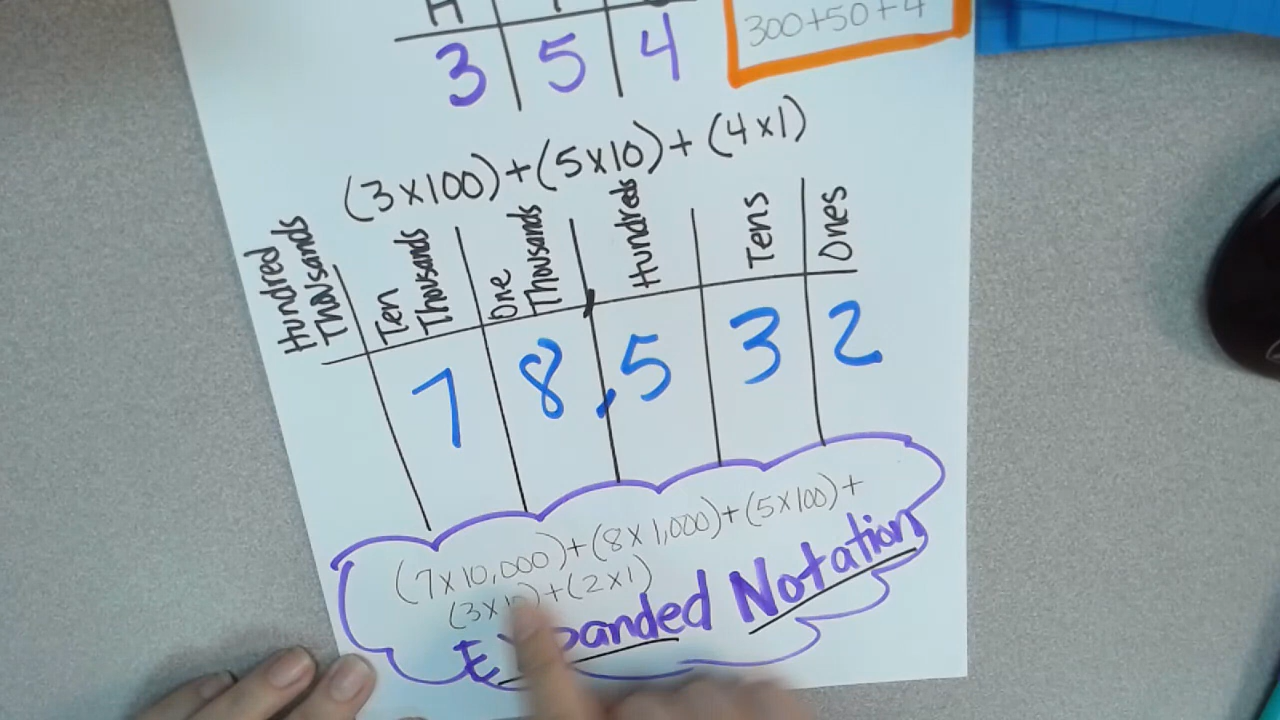 H
300+50+4
3 5 4
(3x100)+(5x10)+(4x1)
Hundred Thousands
Ten Thousands
One Thousands
Hundreds
Tens
Ones
7 8,5 3 2
(7x10,000)+(8x1,000)+(5x100)+
(3x10)+(2x1)
Expanded Notation